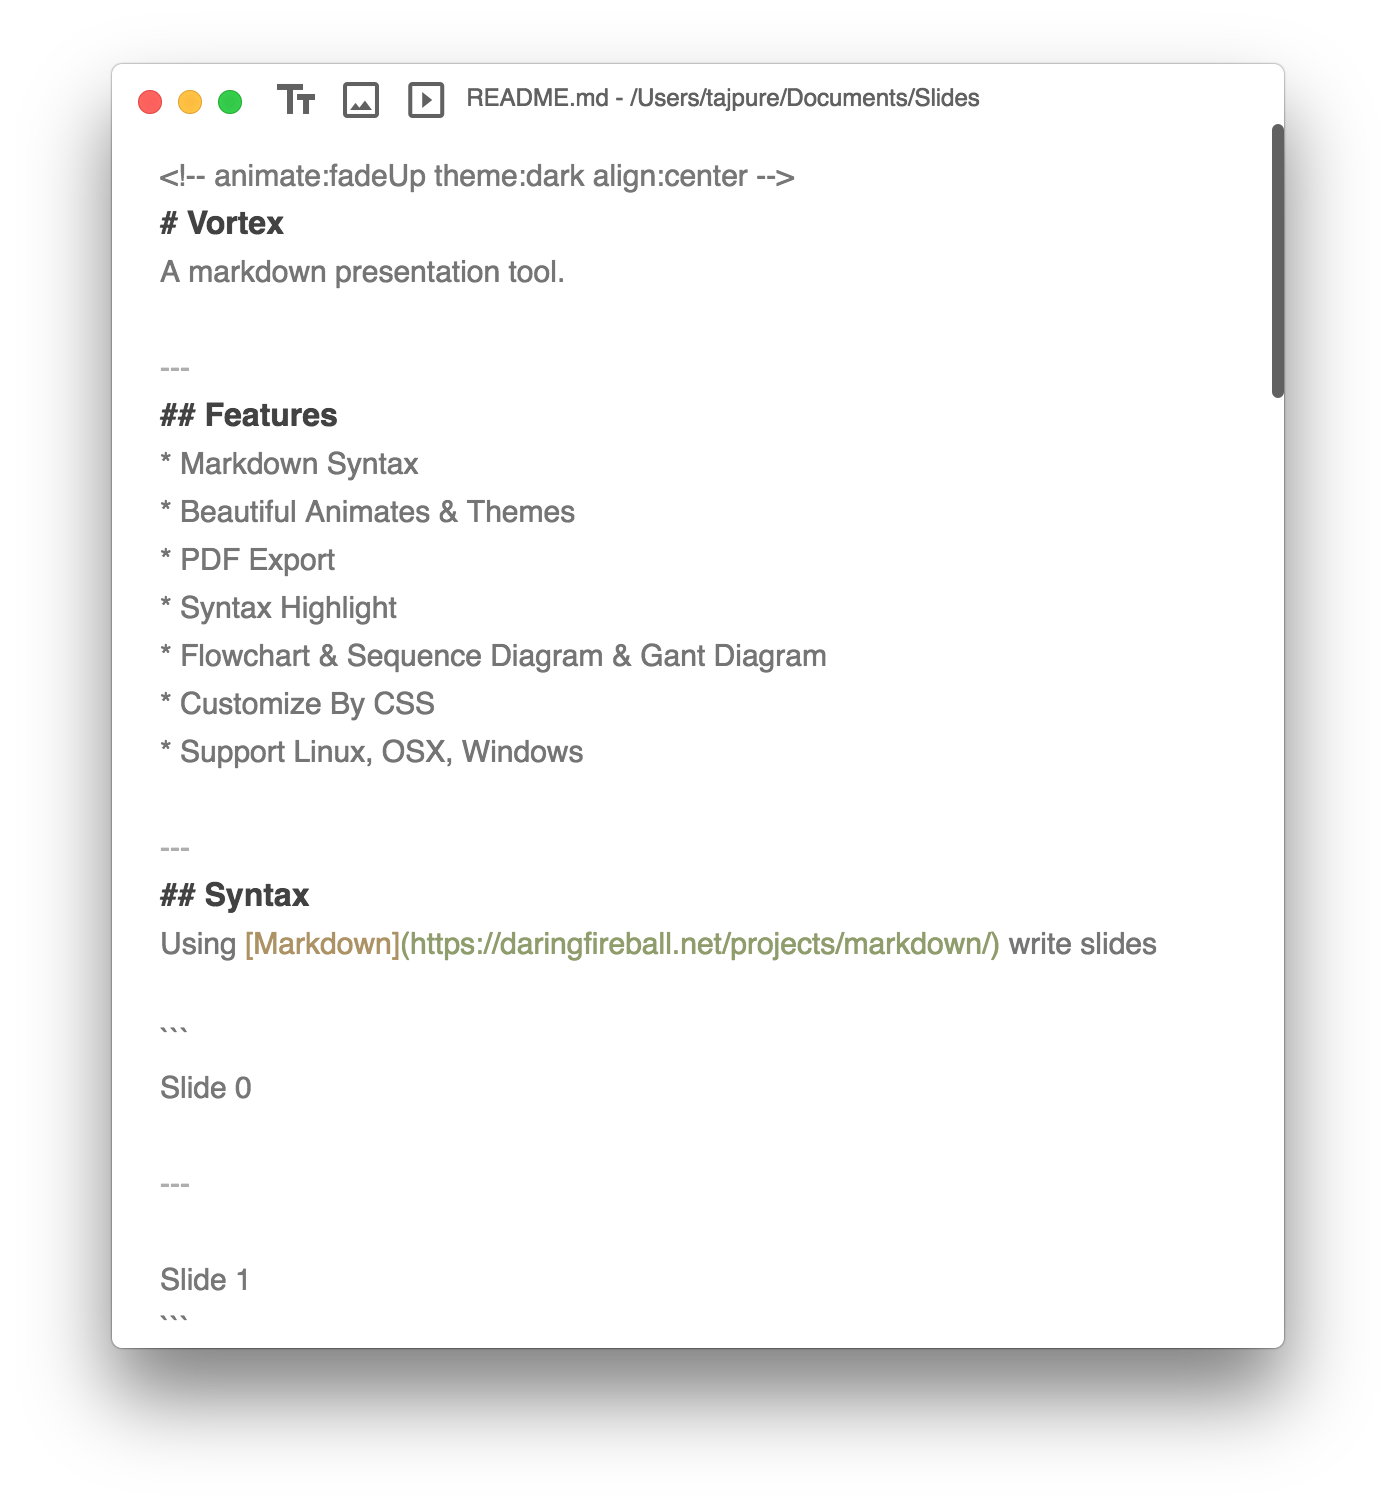 README.md - /Users/tajpure/Documents/Slides
<!-- animate:fadeUp theme:dark align:center -->
# Vortex
A markdown presentation tool.
---
## Features
* Markdown Syntax
* Beautiful Animates & Themes
* PDF Export
* Syntax Highlight
* Flowchart & Sequence Diagram & Gant Diagram
* Customize By CSS
* Support Linux, OSX, Windows
---
## Syntax
Using [Markdown](https://daringfireball.net/projects/markdown/) write slides
```
Slide 0
---
Slide 1
```